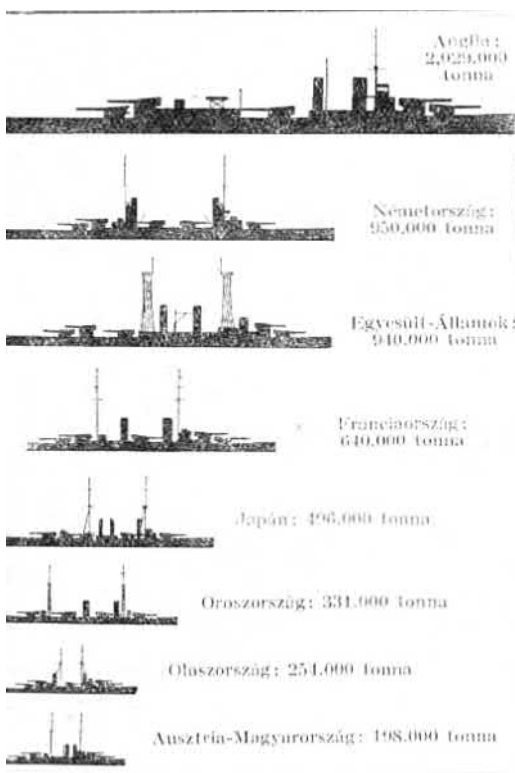 Anglia:
2,029.000
tonna
Németország:
950.000 tonna
Egyesült-Államok:
940.000 tonna
Franciaország:
640.000 tonna
Japán: 496.000 tonna
Oroszország: 331.000 tonna
Olaszország: 254.000 tonna
Ausztria-Magyarország: 198.000 tonna